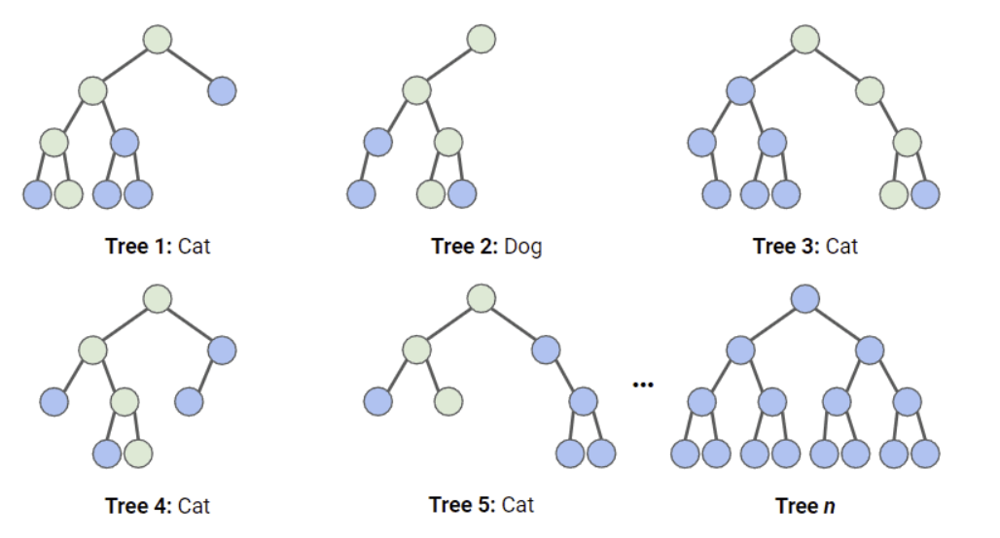 Tree 1: Cat
Tree 2: Dog
Tree 3: Cat
...
Tree 4: Cat
Tree 5: Cat
Tree n